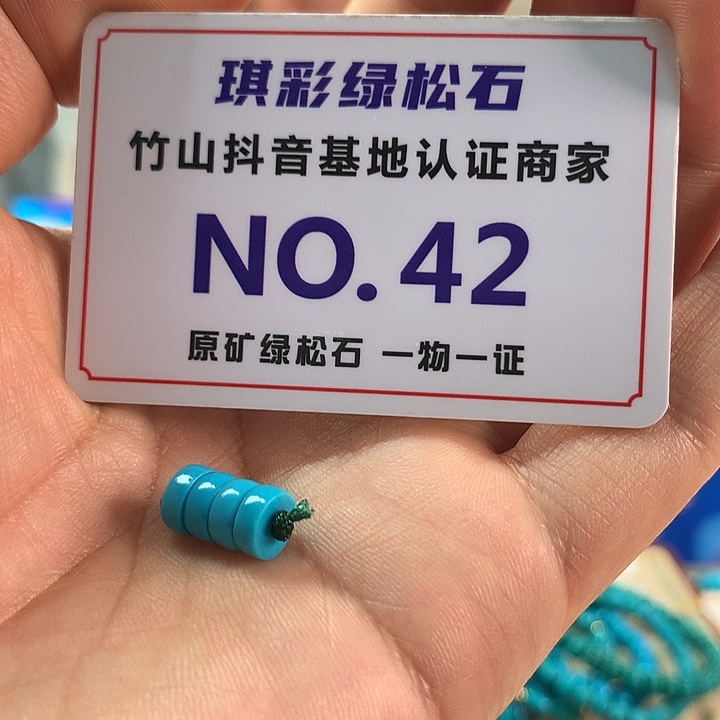 琪彩绿松石
竹山抖音基地认证商家
NO.42
原矿绿松石 一物一证